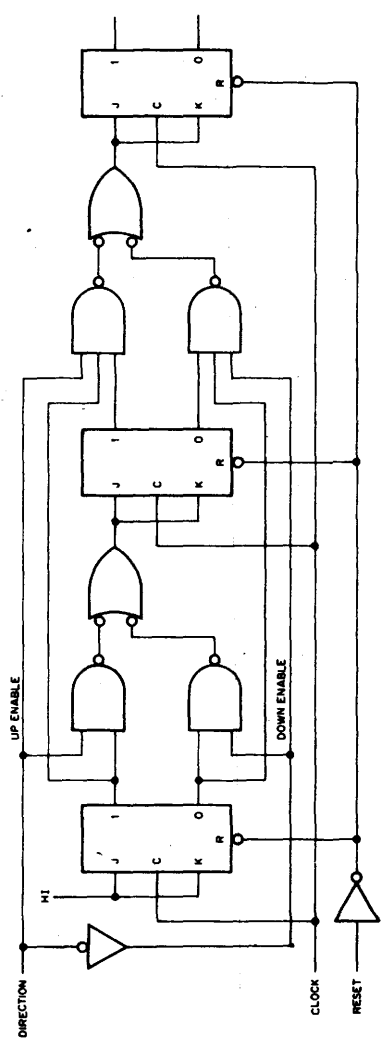 UP ENABLE
DIRECTION
HI
J 1
C
K 0
R
J 1
C
K 0
R
J 1
C
K 0
R
DOWN ENABLE
CLOCK
RESET